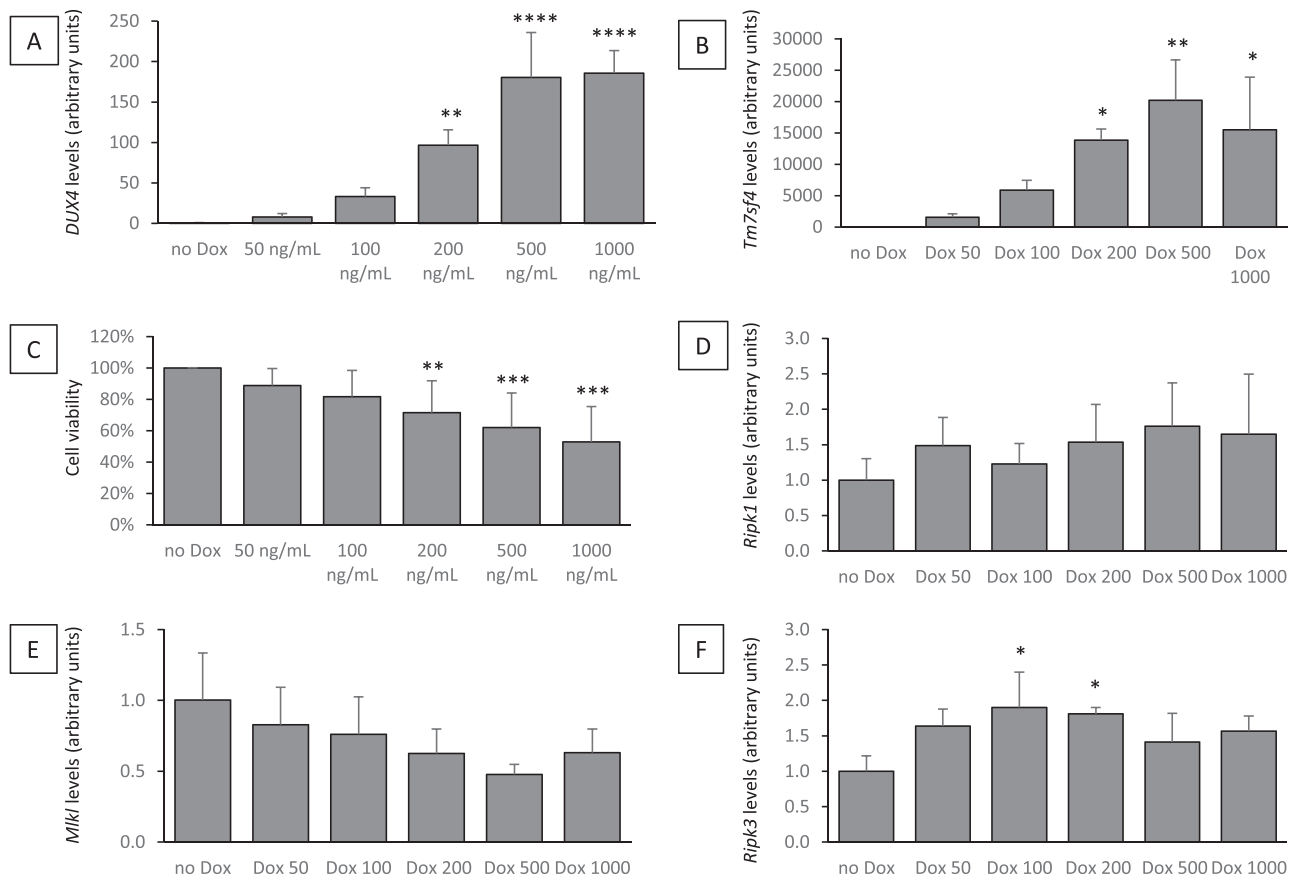 A
DUX4 levels (arbitrary units)
250
200
150
100
50
0
**
****
****
no Dox 50 ng/mL 100 200 500 1000
ng/mL ng/mL ng/mL ng/mL
B
Tm7sf4 levels (arbitrary units)
30000
25000
20000
15000
10000
5000
0
*
**
*
no Dox Dox 50 Dox 100 Dox 200 Dox 500 Dox
1000
C
Cell viability
120%
100%
80%
60%
40%
20%
0%
**
***
***
no Dox 50 ng/mL 100 200 500 1000
ng/mL ng/mL ng/mL ng/mL
D
Ripk1 levels (arbitrary units)
3.0
2.5
2.0
1.5
1.0
0.5
0.0
no Dox Dox 50 Dox 100 Dox 200 Dox 500 Dox 1000
E
Mlkl levels (arbitrary units)
1.5
1.0
0.5
0.0
no Dox Dox 50 Dox 100 Dox 200 Dox 500 Dox 1000
F
Ripk3 levels (arbitrary units)
3.0
2.5
2.0
1.5
1.0
0.5
0.0
*
*
no Dox Dox 50 Dox 100 Dox 200 Dox 500 Dox 1000